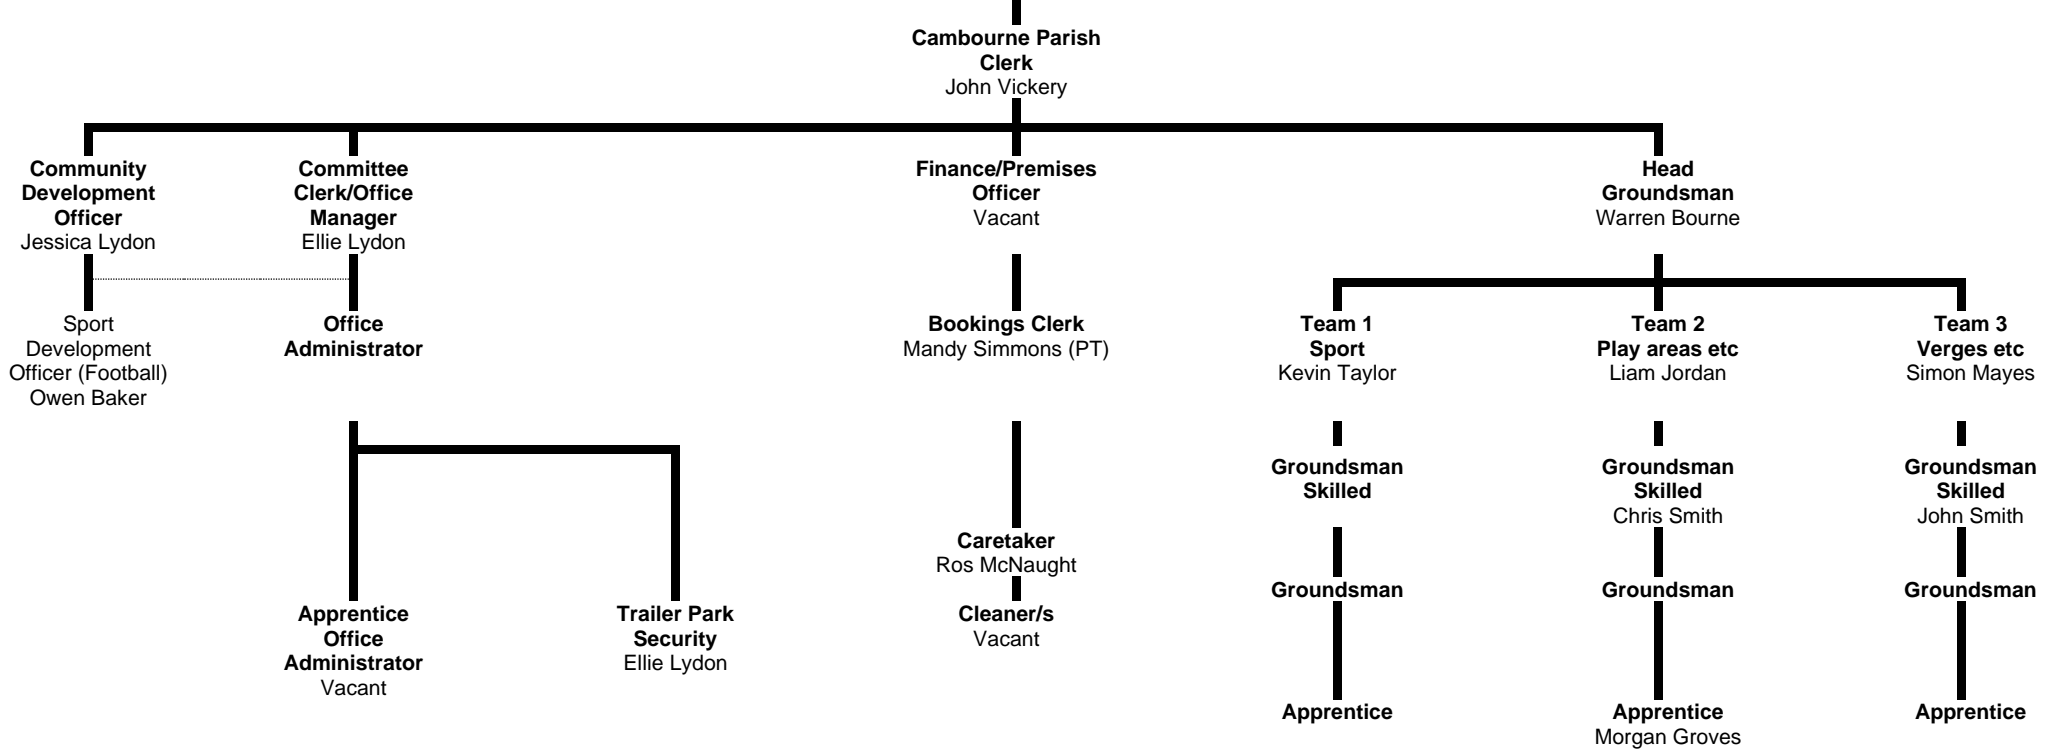 Cambourne Parish
Clerk
John Vickery
Community
Development
Officer
Jessica Lydon
Committee
Clerk/Office
Manager
Ellie Lydon
Finance/Premises
Officer
Vacant
Head
Groundsman
Warren Bourne
Sport
Development
Officer (Football)
Owen Baker
Office
Administrator
Bookings Clerk
Mandy Simmons (PT)
Team 1
Sport
Kevin Taylor
Team 2
Play areas etc
Liam Jordan
Team 3
Verges etc
Simon Mayes
Groundsman
Skilled
Groundsman
Skilled
Chris Smith
Groundsman
Skilled
John Smith
Caretaker
Ros McNaught
Groundsman
Groundsman
Groundsman
Apprentice
Office
Administrator
Vacant
Trailer Park
Security
Ellie Lydon
Cleaner/s
Vacant
Apprentice
Apprentice
Morgan Groves
Apprentice